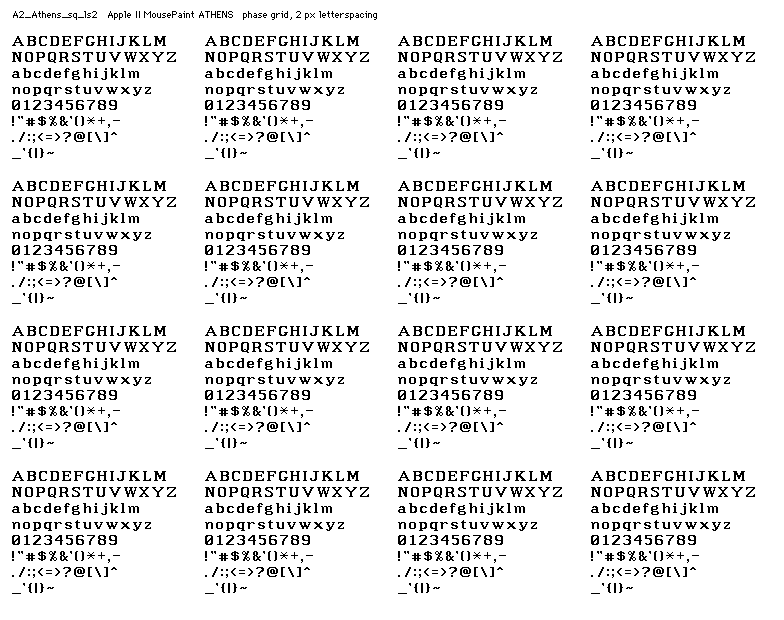 A2_Athens_sq_ls2   Apple II MousePaint ATHENS   phase grid, 2 px letterspacing
ABCDEFGHIJKLM ABCDEFGHIJKLM ABCDEFGHIJKLM ABCDEFGHIJKLM
NOPQRSTUVWXYZ NOPQRSTUVWXYZ NOPQRSTUVWXYZ NOPQRSTUVWXYZ
abcdefghijklm abcdefghijklm abcdefghijklm abcdefghijklm
nopqrstuvwxyz nopqrstuvwxyz nopqrstuvwxyz nopqrstuvwxyz
0123456789 0123456789 0123456789 0123456789
!"#$%&'()*+,- !"#$%&'()*+,- !"#$%&'()*+,- !"#$%&'()*+,-
./:;<=>?@[\]^ ./:;<=>?@[\]^ ./:;<=>?@[\]^ ./:;<=>?@[\]^
_`{|}~ _`{|}~ _`{|}~ _`{|}~
ABCDEFGHIJKLM ABCDEFGHIJKLM ABCDEFGHIJKLM ABCDEFGHIJKLM
NOPQRSTUVWXYZ NOPQRSTUVWXYZ NOPQRSTUVWXYZ NOPQRSTUVWXYZ
abcdefghijklm abcdefghijklm abcdefghijklm abcdefghijklm
nopqrstuvwxyz nopqrstuvwxyz nopqrstuvwxyz nopqrstuvwxyz
0123456789 0123456789 0123456789 0123456789
!"#$%&'()*+,- !"#$%&'()*+,- !"#$%&'()*+,- !"#$%&'()*+,-
./:;<=>?@[\]^ ./:;<=>?@[\]^ ./:;<=>?@[\]^ ./:;<=>?@[\]^
_`{|}~ _`{|}~ _`{|}~ _`{|}~
ABCDEFGHIJKLM ABCDEFGHIJKLM ABCDEFGHIJKLM ABCDEFGHIJKLM
NOPQRSTUVWXYZ NOPQRSTUVWXYZ NOPQRSTUVWXYZ NOPQRSTUVWXYZ
abcdefghijklm abcdefghijklm abcdefghijklm abcdefghijklm
nopqrstuvwxyz nopqrstuvwxyz nopqrstuvwxyz nopqrstuvwxyz
0123456789 0123456789 0123456789 0123456789
!"#$%&'()*+,- !"#$%&'()*+,- !"#$%&'()*+,- !"#$%&'()*+,-
./:;<=>?@[\]^ ./:;<=>?@[\]^ ./:;<=>?@[\]^ ./:;<=>?@[\]^
_`{|}~ _`{|}~ _`{|}~ _`{|}~
ABCDEFGHIJKLM ABCDEFGHIJKLM ABCDEFGHIJKLM ABCDEFGHIJKLM
NOPQRSTUVWXYZ NOPQRSTUVWXYZ NOPQRSTUVWXYZ NOPQRSTUVWXYZ
abcdefghijklm abcdefghijklm abcdefghijklm abcdefghijklm
nopqrstuvwxyz nopqrstuvwxyz nopqrstuvwxyz nopqrstuvwxyz
0123456789 0123456789 0123456789 0123456789
!"#$%&'()*+,- !"#$%&'()*+,- !"#$%&'()*+,- !"#$%&'()*+,-
./:;<=>?@[\]^ ./:;<=>?@[\]^ ./:;<=>?@[\]^ ./:;<=>?@[\]^
_`{|}~ _`{|}~ _`{|}~ _`{|}~